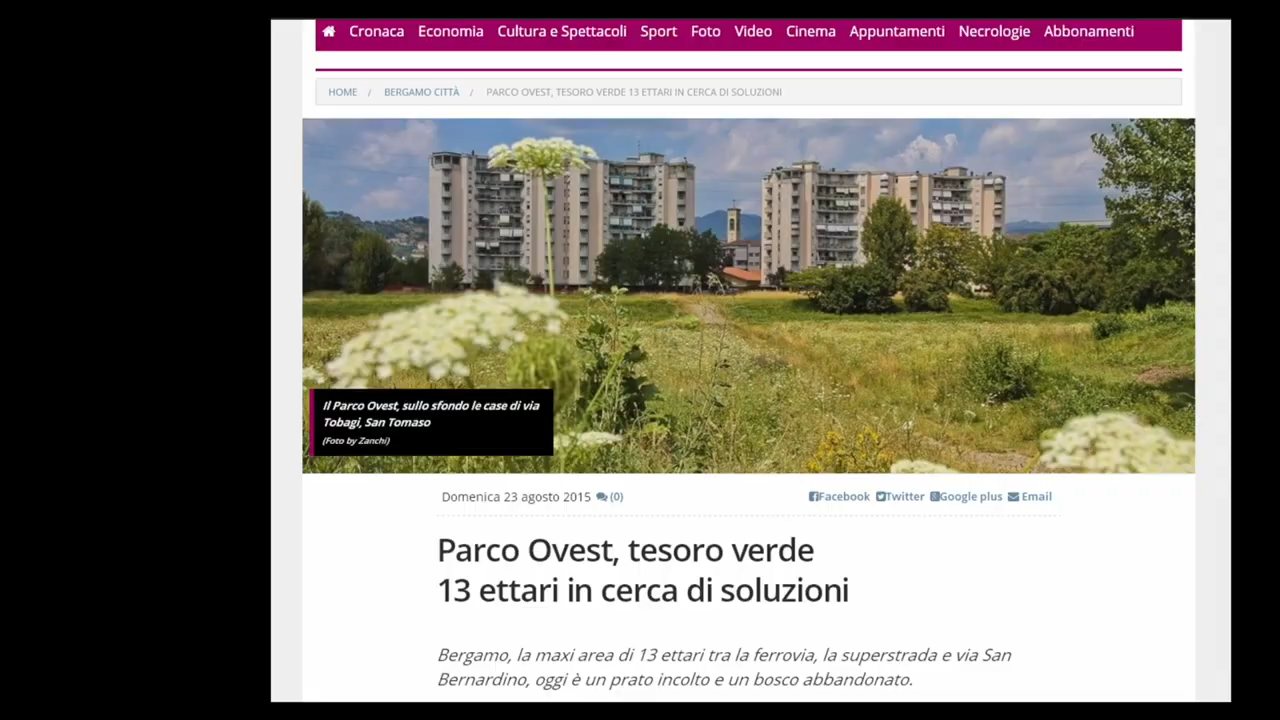 Cronaca Economia Cultura e Spettacoli Sport Foto Video Cinema Appuntamenti Necrologie Abbonamenti
HOME / BERGAMO CITTÀ / PARCO OVEST, TESORO VERDE 13 ETTARI IN CERCA DI SOLUZIONI
Il Parco Ovest, sullo sfondo le case di via
Tobagi, San Tomaso
(Foto by Zanchi)
Domenica 23 agosto 2015 (0) Facebook Twitter Google plus Email
Parco Ovest, tesoro verde
13 ettari in cerca di soluzioni
Bergamo, la maxi area di 13 ettari tra la ferrovia, la superstrada e via San
Bernardino, oggi è un prato incolto e un bosco abbandonato.